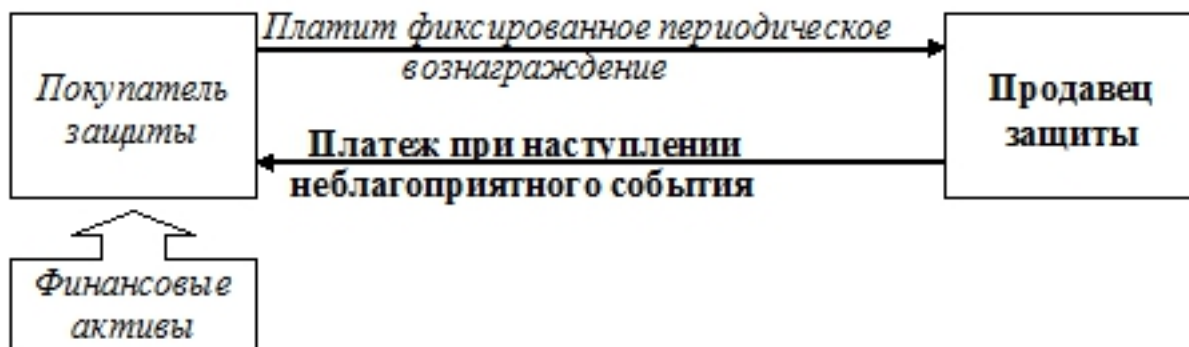 Платит фиксированное периодическое
вознаграждение
Покупатель
защиты
Продавец
защиты
Платеж при наступлении
неблагоприятного события
Финансовые
активы